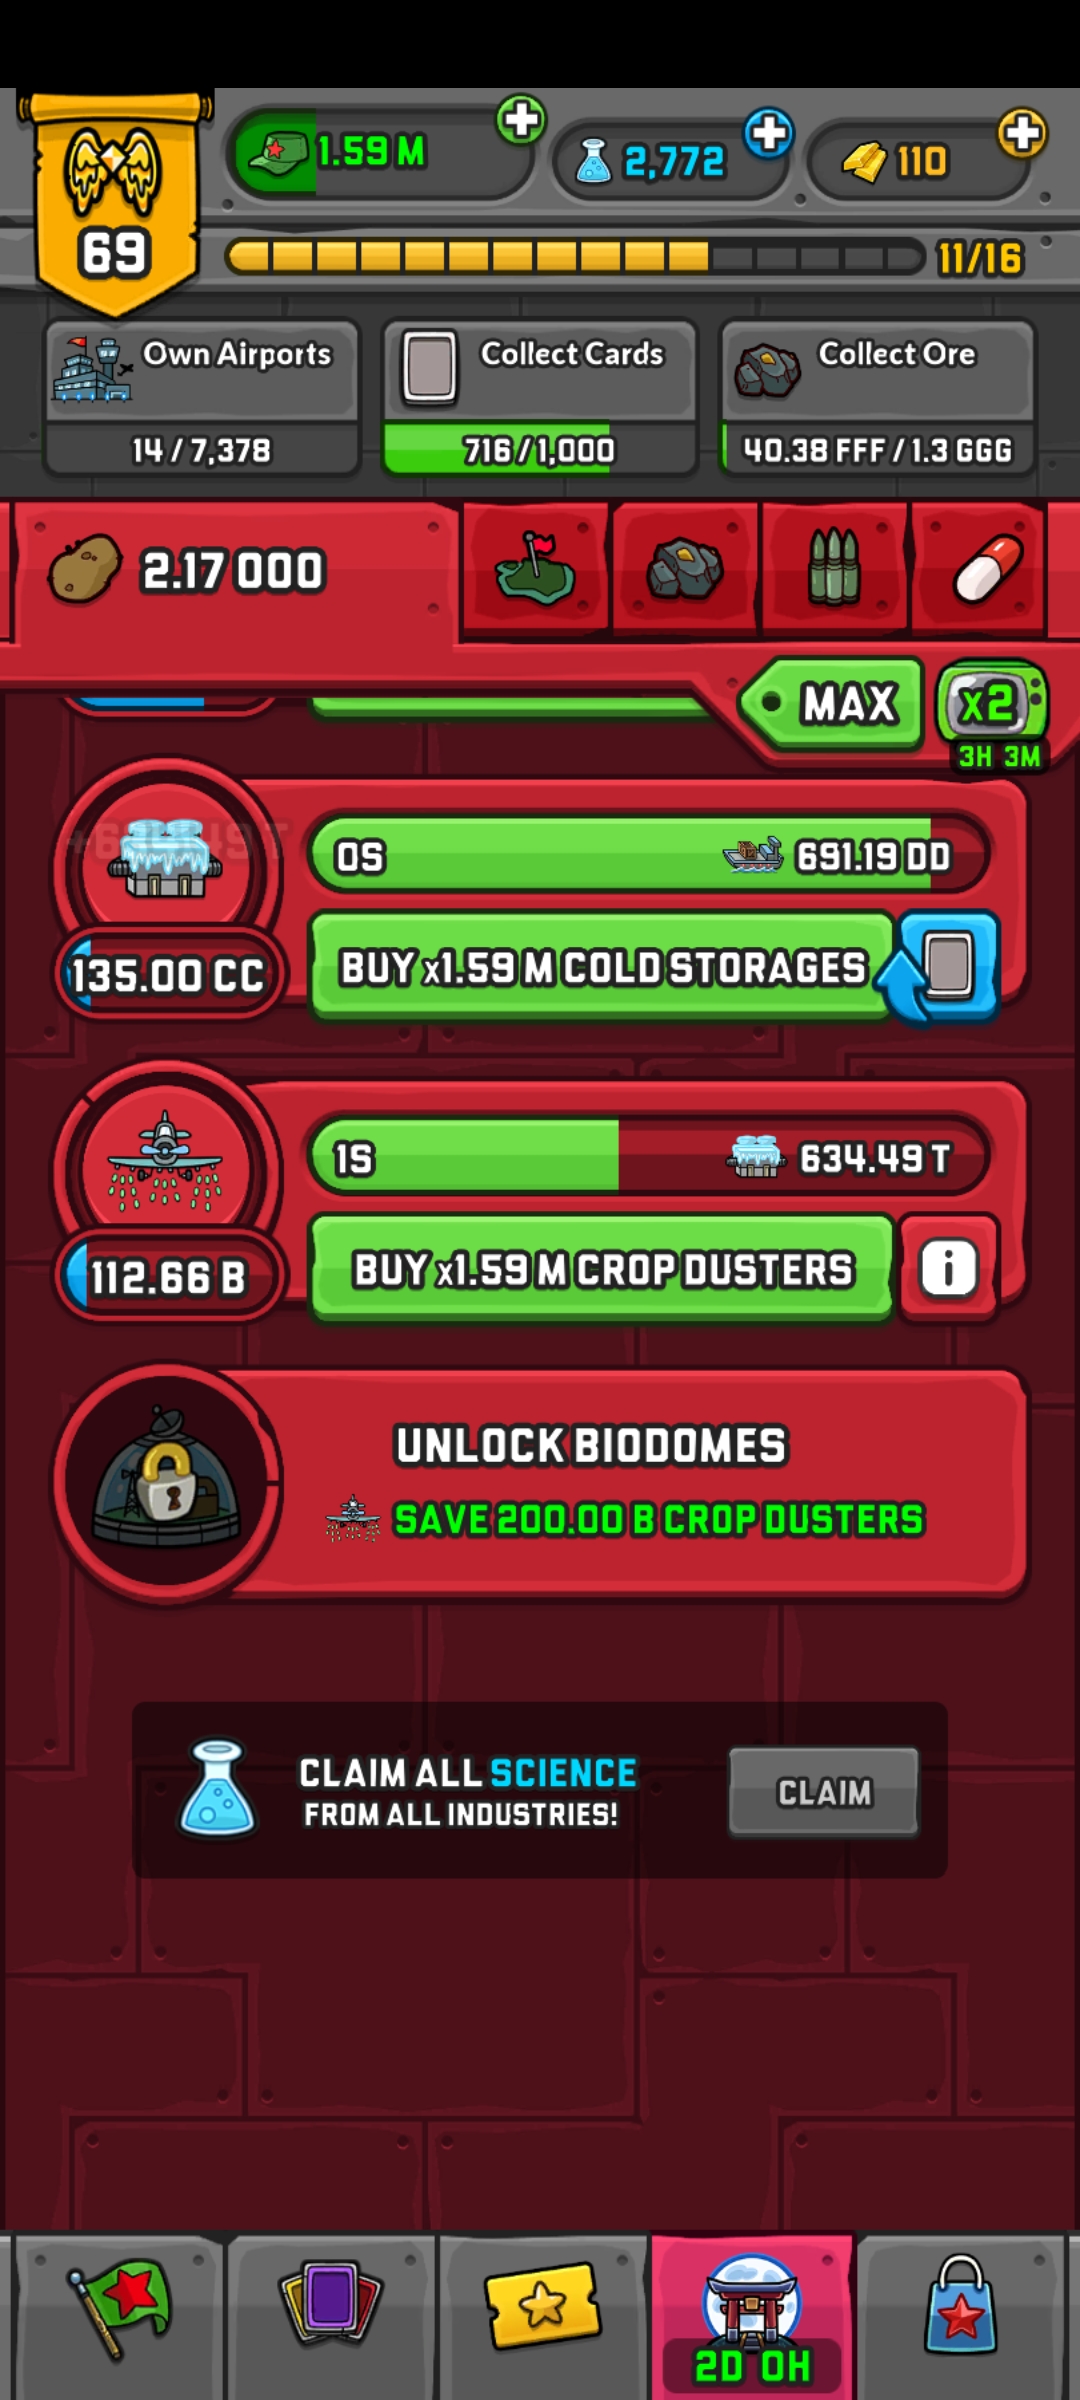 69
1.59 M
2,772
110
11/16
Own Airports
14 / 7,378
Collect Cards
716 / 1,000
Collect Ore
40.38 FFF / 1.3 GGG
2.17 OOO
MAX
x2
3H 3M
0S
691.19 DD
135.00 CC
BUY x1.59 M COLD STORAGES
1S
634.49 T
112.66 B
BUY x1.59 M CROP DUSTERS
i
UNLOCK BIODOMES
SAVE 200.00 B CROP DUSTERS
CLAIM ALL SCIENCE
FROM ALL INDUSTRIES!
CLAIM
2D 0H